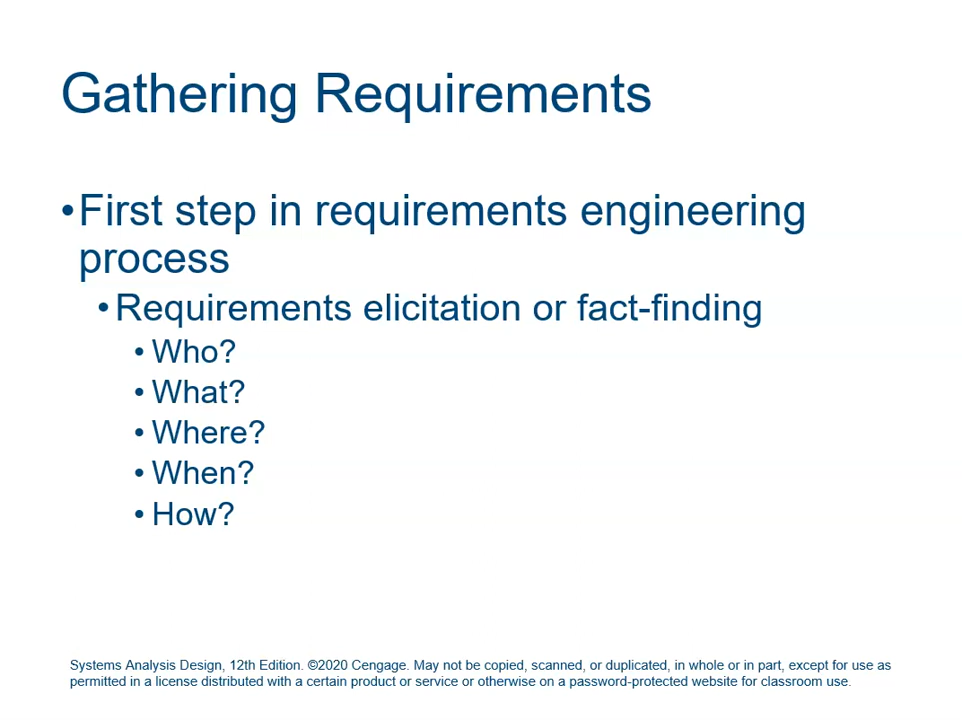 Gathering Requirements
•First step in requirements engineering
process
•Requirements elicitation or fact-finding
•Who?
•What?
•Where?
•When?
•How?
Systems Analysis Design, 12th Edition. ©2020 Cengage. May not be copied, scanned, or duplicated, in whole or in part, except for use as
permitted in a license distributed with a certain product or service or otherwise on a password-protected website for classroom use.